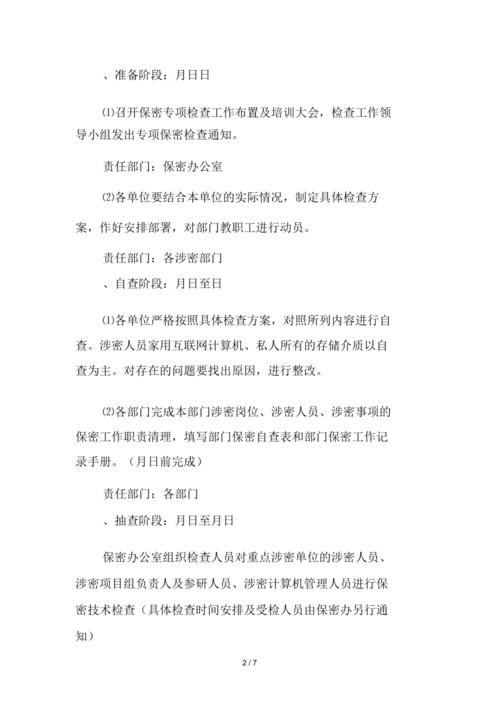 、准备阶段：月日日
⑴召开保密专项检查工作布置及培训大会，检查工作领
导小组发出专项保密检查通知。
责任部门：保密办公室
⑵各单位要结合本单位的实际情况，制定具体检查方
案，作好安排部署，对部门教职工进行动员。
责任部门：各涉密部门
、自查阶段：月日至日
⑴各单位严格按照具体检查方案，对照所列内容进行自
查。涉密人员家用互联网计算机、私人所有的存储介质以自
查为主。对存在的问题要找出原因，进行整改。
⑵各部门完成本部门涉密岗位、涉密人员、涉密事项的
保密工作职责清理，填写部门保密自查表和部门保密工作记
录手册。（月日前完成）
责任部门：各部门
、抽查阶段：月日至月日
保密办公室组织检查人员对重点涉密单位的涉密人员、
涉密项目组负责人及参研人员、涉密计算机管理人员进行保
密技术检查（具体检查时间安排及受检人员由保密办另行通
知）
2 / 7